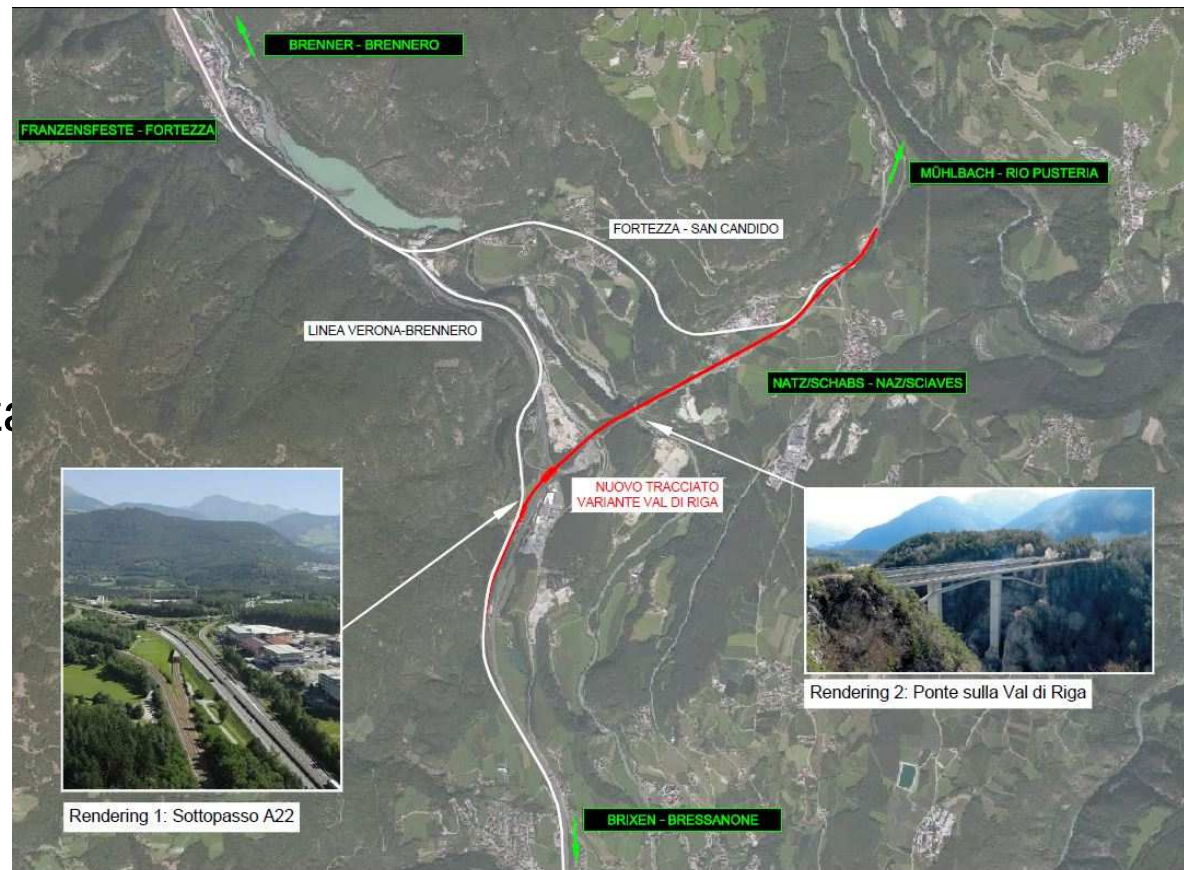 BRENNER - BRENNERO
FRANZENSFESTE - FORTEZZA
MÜHLBACH - RIO PUSTERIA
FORTEZZA - SAN CANDIDO
LINEA VERONA-BRENNERO
NATZ/SCHABS - NAZ/SCIAVES
NUOVO TRACCIATO
VARIANTE VAL DI RIGA
Rendering 2: Ponte sulla Val di Riga
Rendering 1: Sottopasso A22
BRIXEN - BRESSANONE